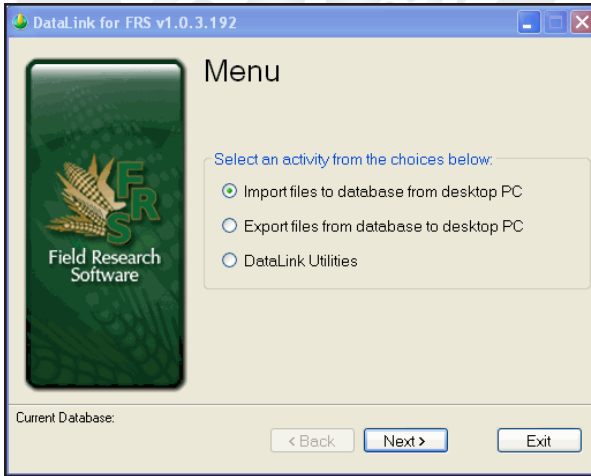 DataLink for FRS v1.0.3.192
Menu
FRS
Field Research
Software
Select an activity from the choices below:
Import files to database from desktop PC
Export files from database to desktop PC
DataLink Utilities
Current Database:
< Back
Next >
Exit